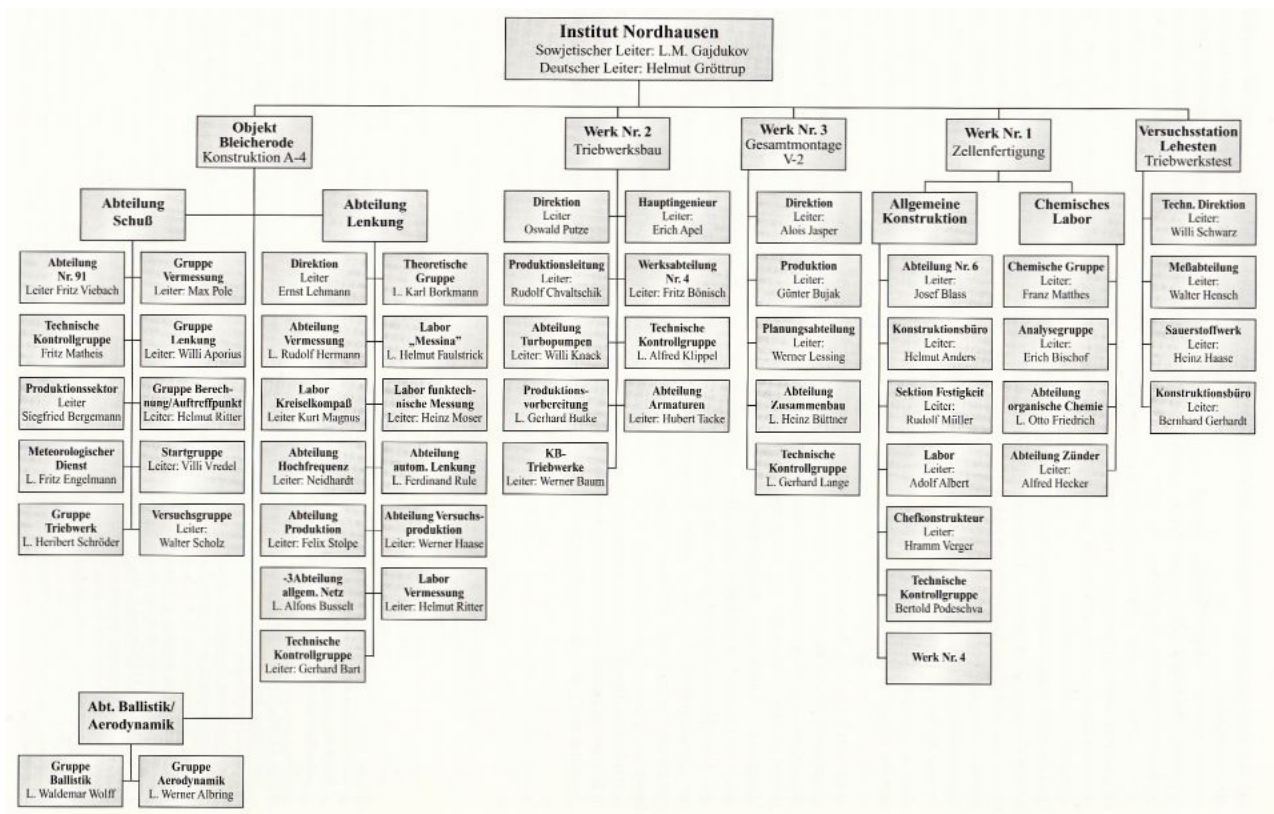 Institut Nordhausen
Sowjetischer Leiter: L.M. Gajdukov
Deutscher Leiter: Helmut Gröttrup
Objekt
Bleicherode
Konstruktion A-4
Werk Nr. 2
Triebwerksbau
Werk Nr. 3
Gesamtmontage
V-2
Werk Nr. 1
Zellenfertigung
Versuchsstation
Lehesten
Triebwerkstest
Abteilung
Schuß
Abteilung
Lenkung
Abteilung
Nr. 91
Leiter Fritz Viebach
Gruppe
Vermessung
Leiter: Max Pole
Technische
Kontrollgruppe
Fritz Matheis
Gruppe
Lenkung
Leiter: Willi Aporius
Produktionssektor
Leiter
Siegfried Bergemann
Gruppe Berech-
nung/Auftreffpunkt
Leiter: Helmut Ritter
Meteorologischer
Dienst
L. Fritz Engelmann
Startgruppe
Leiter: Villi Vredel
Gruppe
Triebwerk
L. Heribert Schröder
Versuchsgruppe
Leiter:
Walter Scholz
Direktion
Leiter
Ernst Lehmann
Theoretische
Gruppe
L. Karl Borkmann
Abteilung
Vermessung
L. Rudolf Hermann
Labor
„Messina"
L. Helmut Faulstrick
Labor
Kreiselkompaß
Leiter Kurt Magnus
Labor funktech-
nische Messung
Leiter: Heinz Moser
Abteilung
Hochfrequenz
Leiter: Neidhardt
Abteilung
autom. Lenkung
L. Ferdinand Rule
Abteilung
Produktion
Leiter: Felix Stolpe
Abteilung Versuchs-
produktion
Leiter: Werner Haase
-3Abteilung
allgem. Netz
L. Alfons Busselt
Labor
Vermessung
Leiter: Helmut Ritter
Technische
Kontrollgruppe
Leiter: Gerhard Bart
Abt. Ballistik/
Aerodynamik
Gruppe
Ballistik
L. Waldemar Wolff
Gruppe
Aerodynamik
L. Werner Albring
Direktion
Leiter
Oswald Putze
Hauptingenieur
Leiter:
Erich Apel
Produktionsleitung
Leiter:
Rudolf Chvaltschik
Werksabteilung
Nr. 4
Leiter: Fritz Bönisch
Abteilung
Turbopumpen
Leiter: Willi Knack
Technische
Kontrollgruppe
L. Alfred Klippel
Produktions-
vorbereitung
L. Gerhard Hutke
Abteilung
Armaturen
Leiter: Hubert Tacke
KB-
Triebwerke
Leiter: Werner Baum
Direktion
Leiter:
Alois Jasper
Produktion
Leiter:
Günter Bujak
Planungsabteilung
Leiter:
Werner Lessing
Abteilung
Zusammenbau
L. Heinz Büttner
Technische
Kontrollgruppe
L. Gerhard Lange
Allgemeine
Konstruktion
Chemisches
Labor
Abteilung Nr. 6
Leiter:
Josef Blass
Konstruktionsbüro
Leiter:
Helmut Anders
Sektion Festigkeit
Leiter:
Rudolf Müller
Labor
Leiter:
Adolf Albert
Chefkonstrukteur
Leiter:
Hramm Verger
Technische
Kontrollgruppe
Bertold Podeschva
Werk Nr. 4
Chemische Gruppe
Leiter:
Franz Matthes
Analysegruppe
Leiter:
Erich Bischof
Abteilung
organische Chemie
L. Otto Friedrich
Abteilung Zünder
Leiter:
Alfred Hecker
Techn. Direktion
Leiter:
Willi Schwarz
Meßabteilung
Leiter:
Walter Hensch
Sauerstoffwerk
Leiter:
Heinz Haase
Konstruktionsbüro
Leiter:
Bernhard Gerhardt